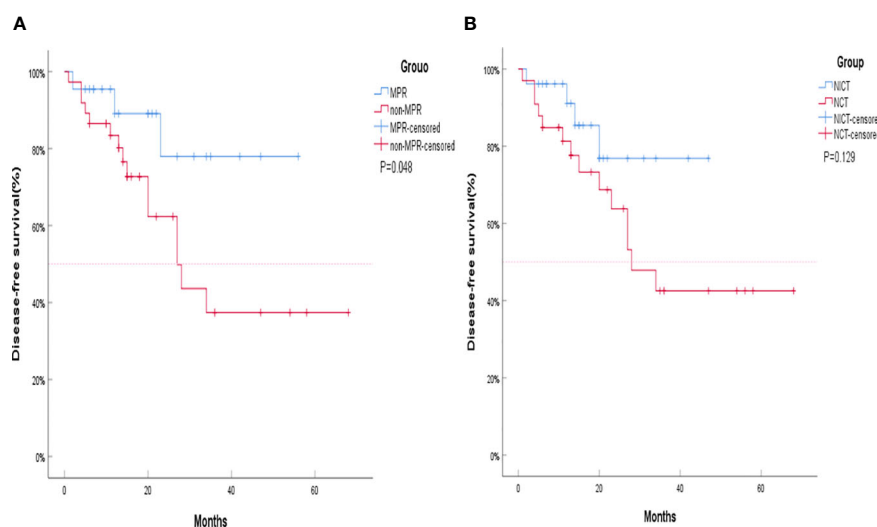 A
Disease-free survival(%)
100%
80%
60%
40%
20%
0%
0 20 40 60
Months
Grouo
MPR
non-MPR
MPR-censored
non-MPR-censored
P=0.048
B
Disease-free survival(%)
100%
80%
60%
40%
20%
0%
0 20 40 60
Months
Group
NICT
NCT
NICT-censore
NCT-censored
P=0.129